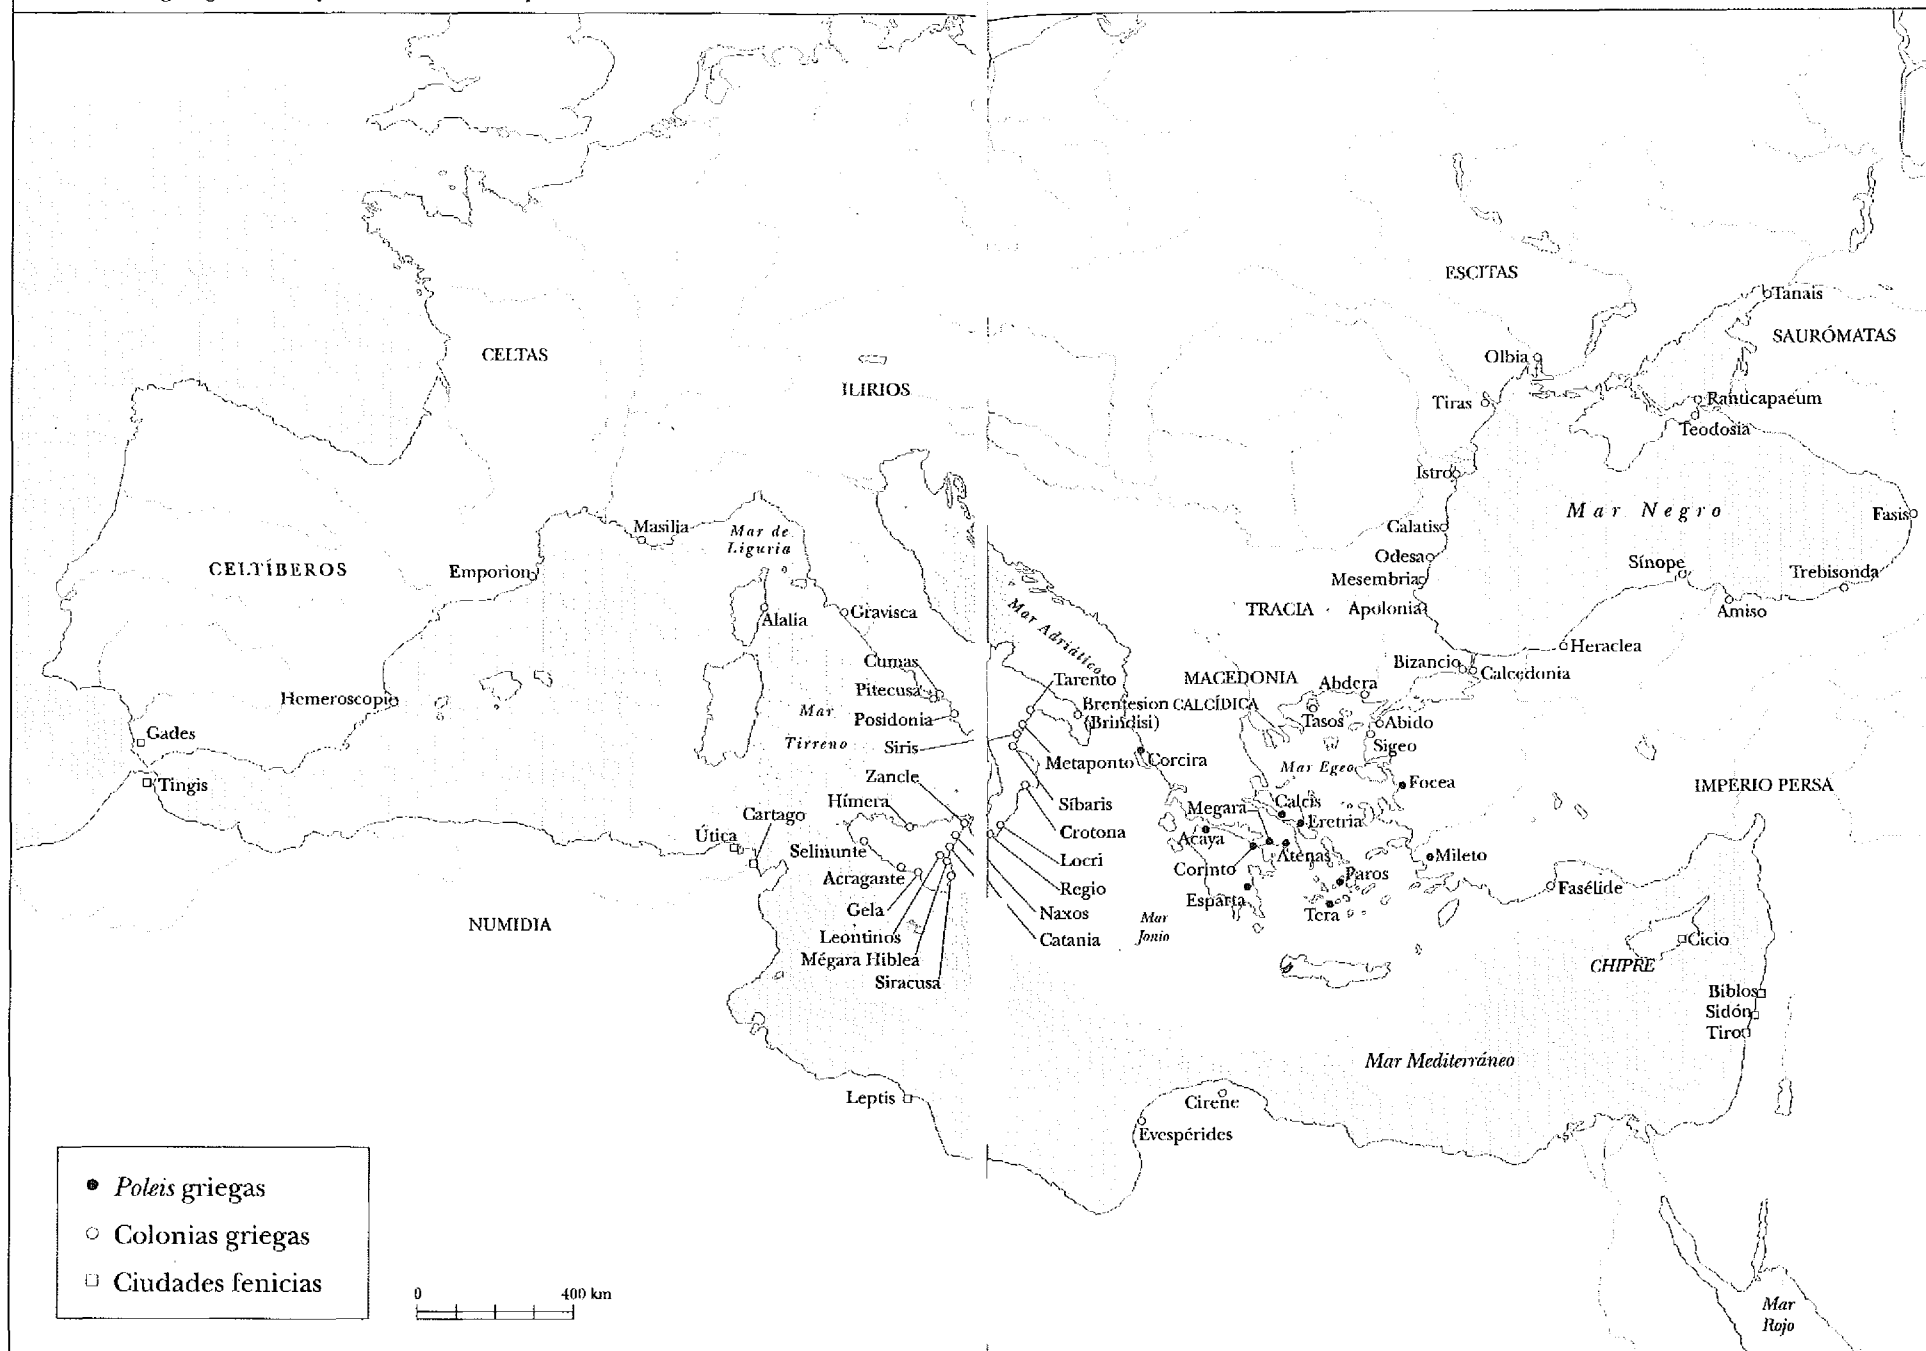 ESCITAS
Tanais
SAURÓMATAS
CELTAS
Olbia
ILIRIOS
Tiras
Ranticapaeum
Teodosia
Istro
Mar Negro
Fasis
Masilia
Mar de
Liguria
Calatis
CELTÍBEROS
Emporion
Odesa
Mesembria
Sínope
Trebisonda
Alalia
Gravisca
Mar Adriático
TRACIA
Apolonia
Amiso
Heraclea
Cumas
Bizancio
Calcedonia
Pitecusa
Tarento
MACEDONIA
Abdera
Hemeroscopio
Posidonia
Brentesion
(Brindisi)
CALCÍDICA
Tasos
Abido
Mar
Tirreno
Siris
Sigeo
Gades
Metaponto
Corcira
Mar Egeo
Tingis
Zancle
Focea
IMPERIO PERSA
Hímera
Síbaris
Megara
Calcis
Cartago
Eretria
Útica
Crotona
Acaya
Selinunte
Locri
Corinto
Atenas
Mileto
Acragante
Regio
Paros
Fasélide
Esparta
Gela
Naxos
Tera
NUMIDIA
Leontinos
Catania
Mar
Jonio
Cicio
Mégara Hiblea
CHIPRE
Siracusa
Biblos
Sidón
Tiro
Mar Mediterráneo
Leptis
Cirene
Evespérides
Poleis griegas
Colonias griegas
Ciudades fenicias
0 400 km
Mar
Rojo